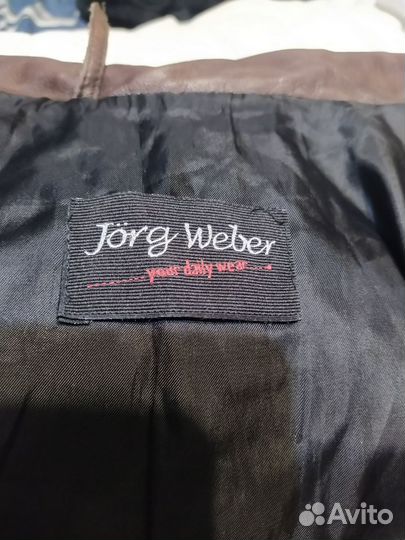 Jörg Weber
..........your daily wear.....
Avito